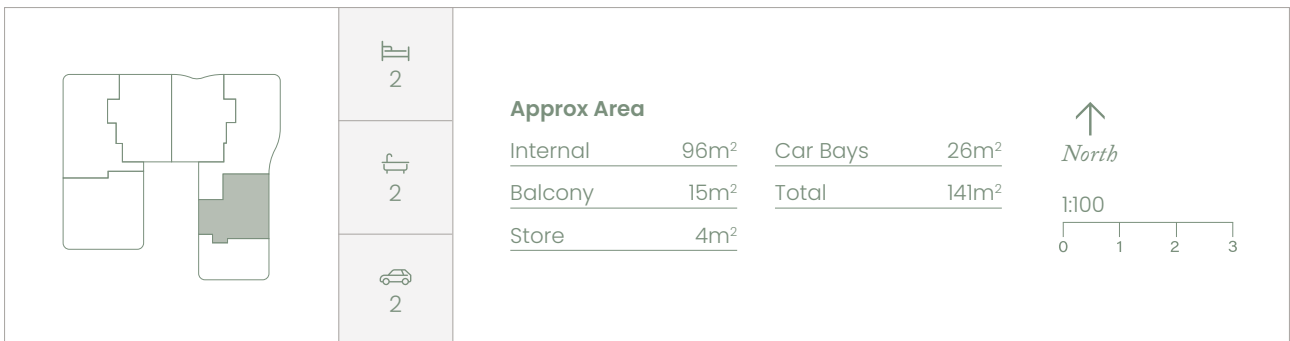 2
2
2
Approx Area
Internal 96m²
Balcony 15m²
Store 4m²
Car Bays 26m²
Total 141m²
North
1:100
0 1 2 3